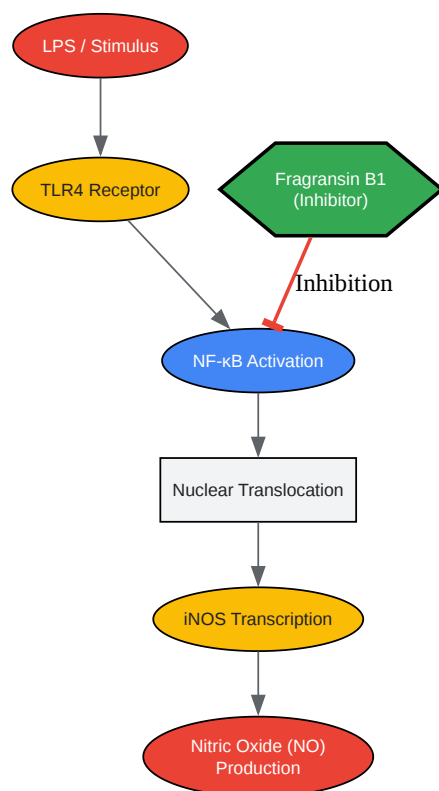 LPS / Stimulus
TLR4 Receptor
Fragransin B1
(Inhibitor)
Inhibition
NF-κB Activation
Nuclear Translocation
iNOS Transcription
Nitric Oxide (NO)
Production